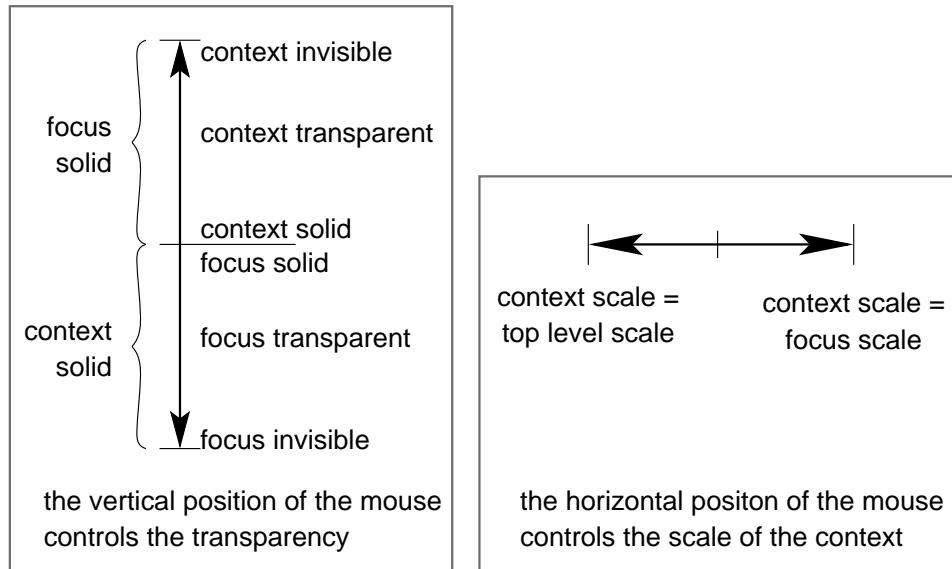 context invisible
focus
solid
context transparent
context solid
focus solid
context
solid
focus transparent
focus invisible
the vertical position of the mouse
controls the transparency
context scale =
top level scale
context scale =
focus scale
the horizontal positon of the mouse
controls the scale of the context